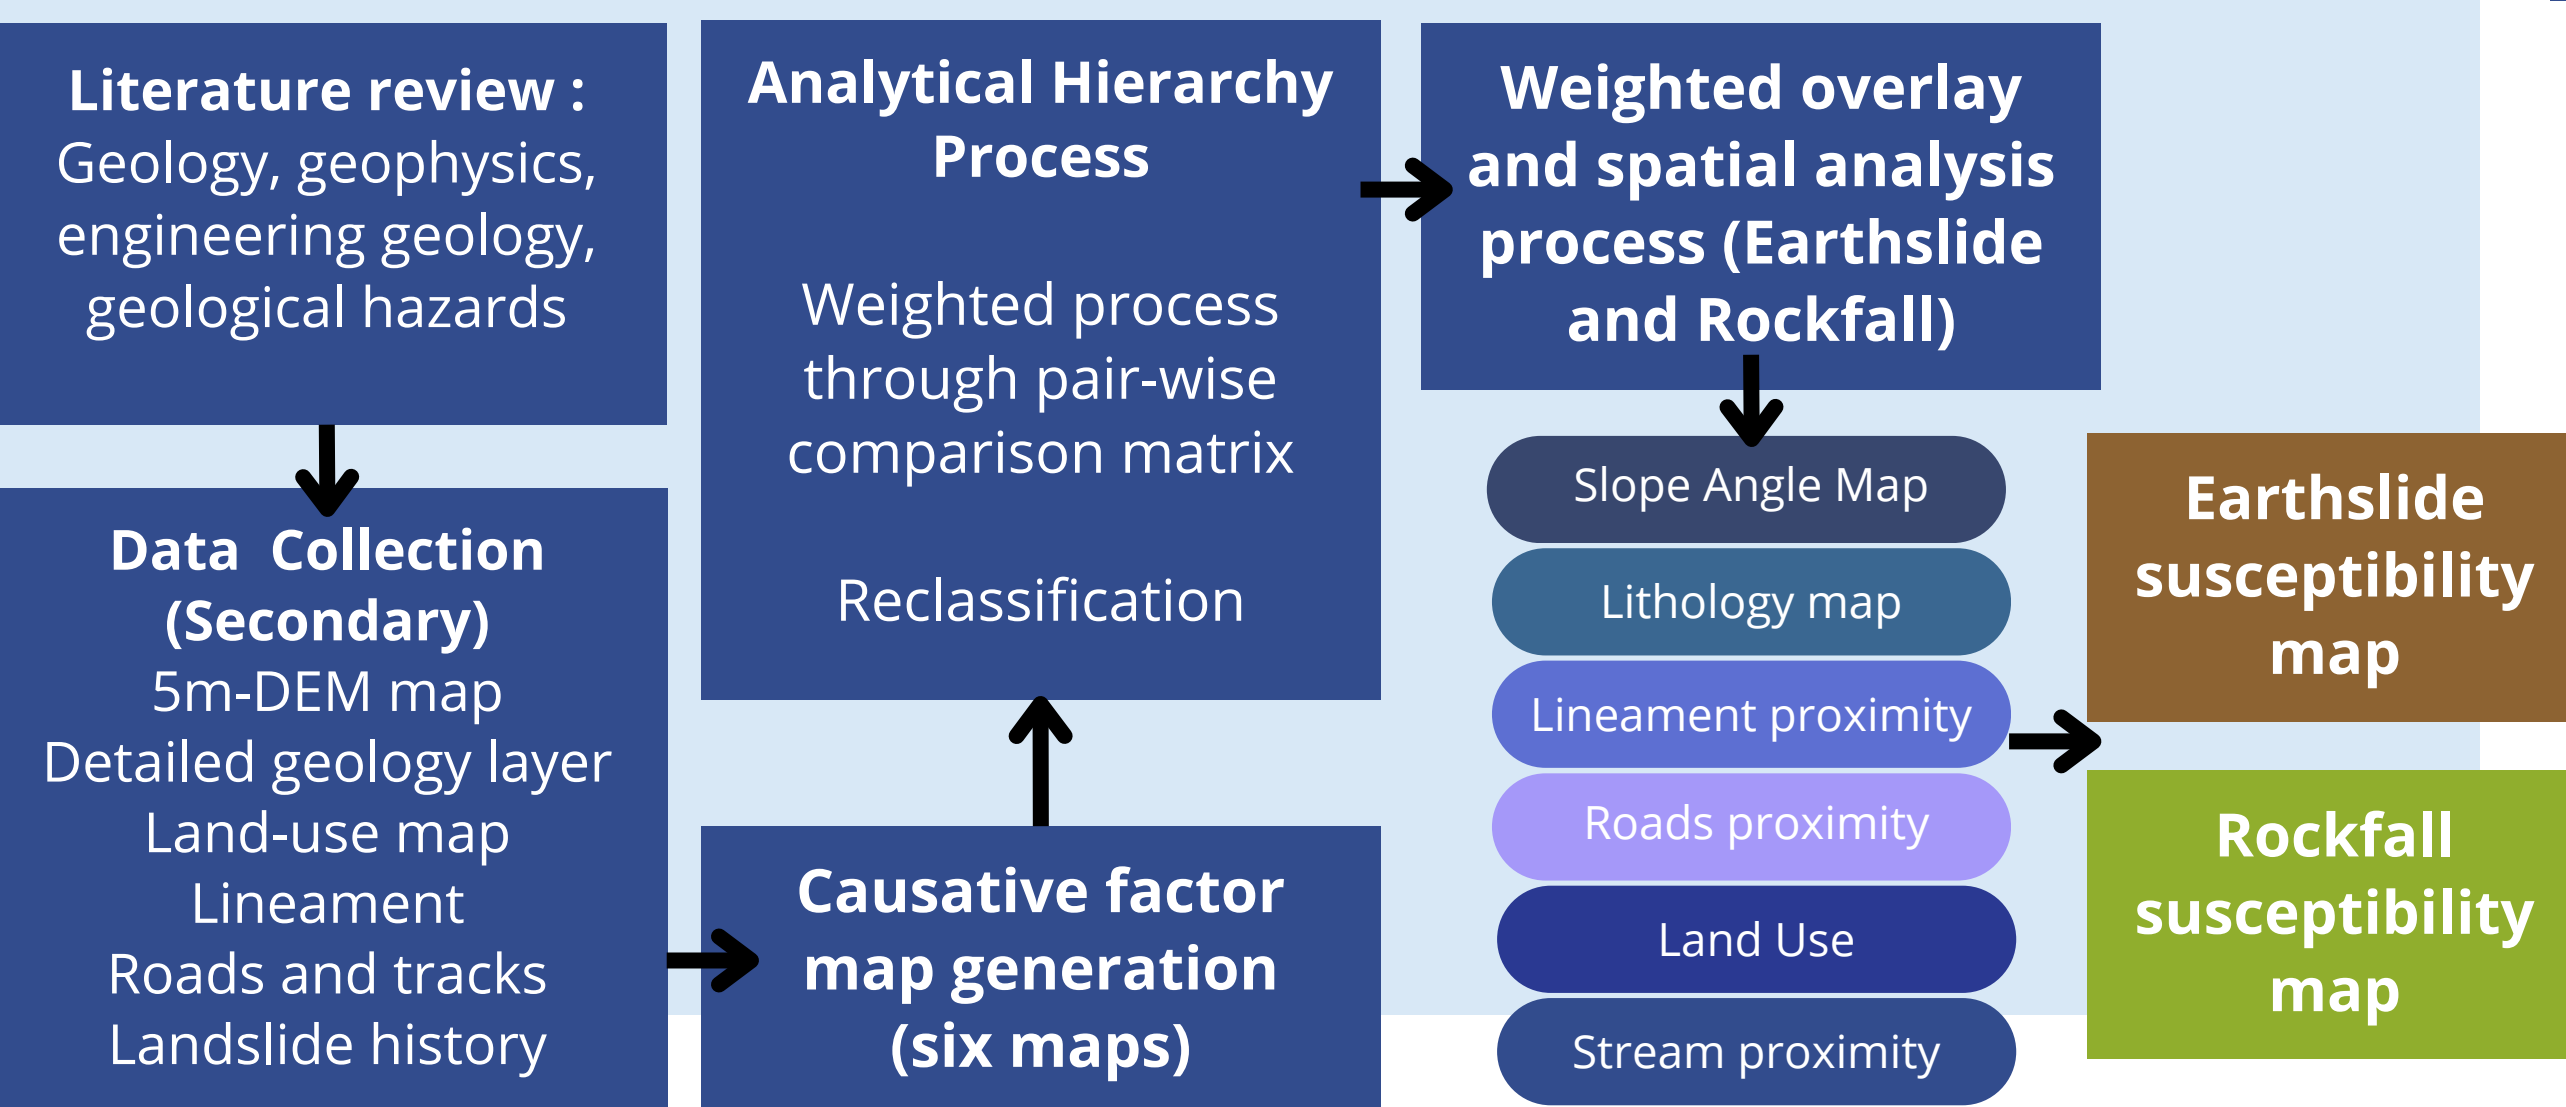 Literature review :
Geology, geophysics,
engineering geology,
geological hazards
Data  Collection
(Secondary)
5m-DEM map
Detailed geology layer
Land-use map
Lineament
Roads and tracks
Landslide history
Causative factor
map generation
(six maps)
Analytical Hierarchy
Process
Weighted process
through pair-wise
comparison matrix
Reclassification
Weighted overlay
and spatial analysis
process (Earthslide
and Rockfall)
Slope Angle Map
Lithology map
Lineament proximity
Roads proximity
Land Use
Stream proximity
Earthslide
susceptibility
map
Rockfall
susceptibility
map